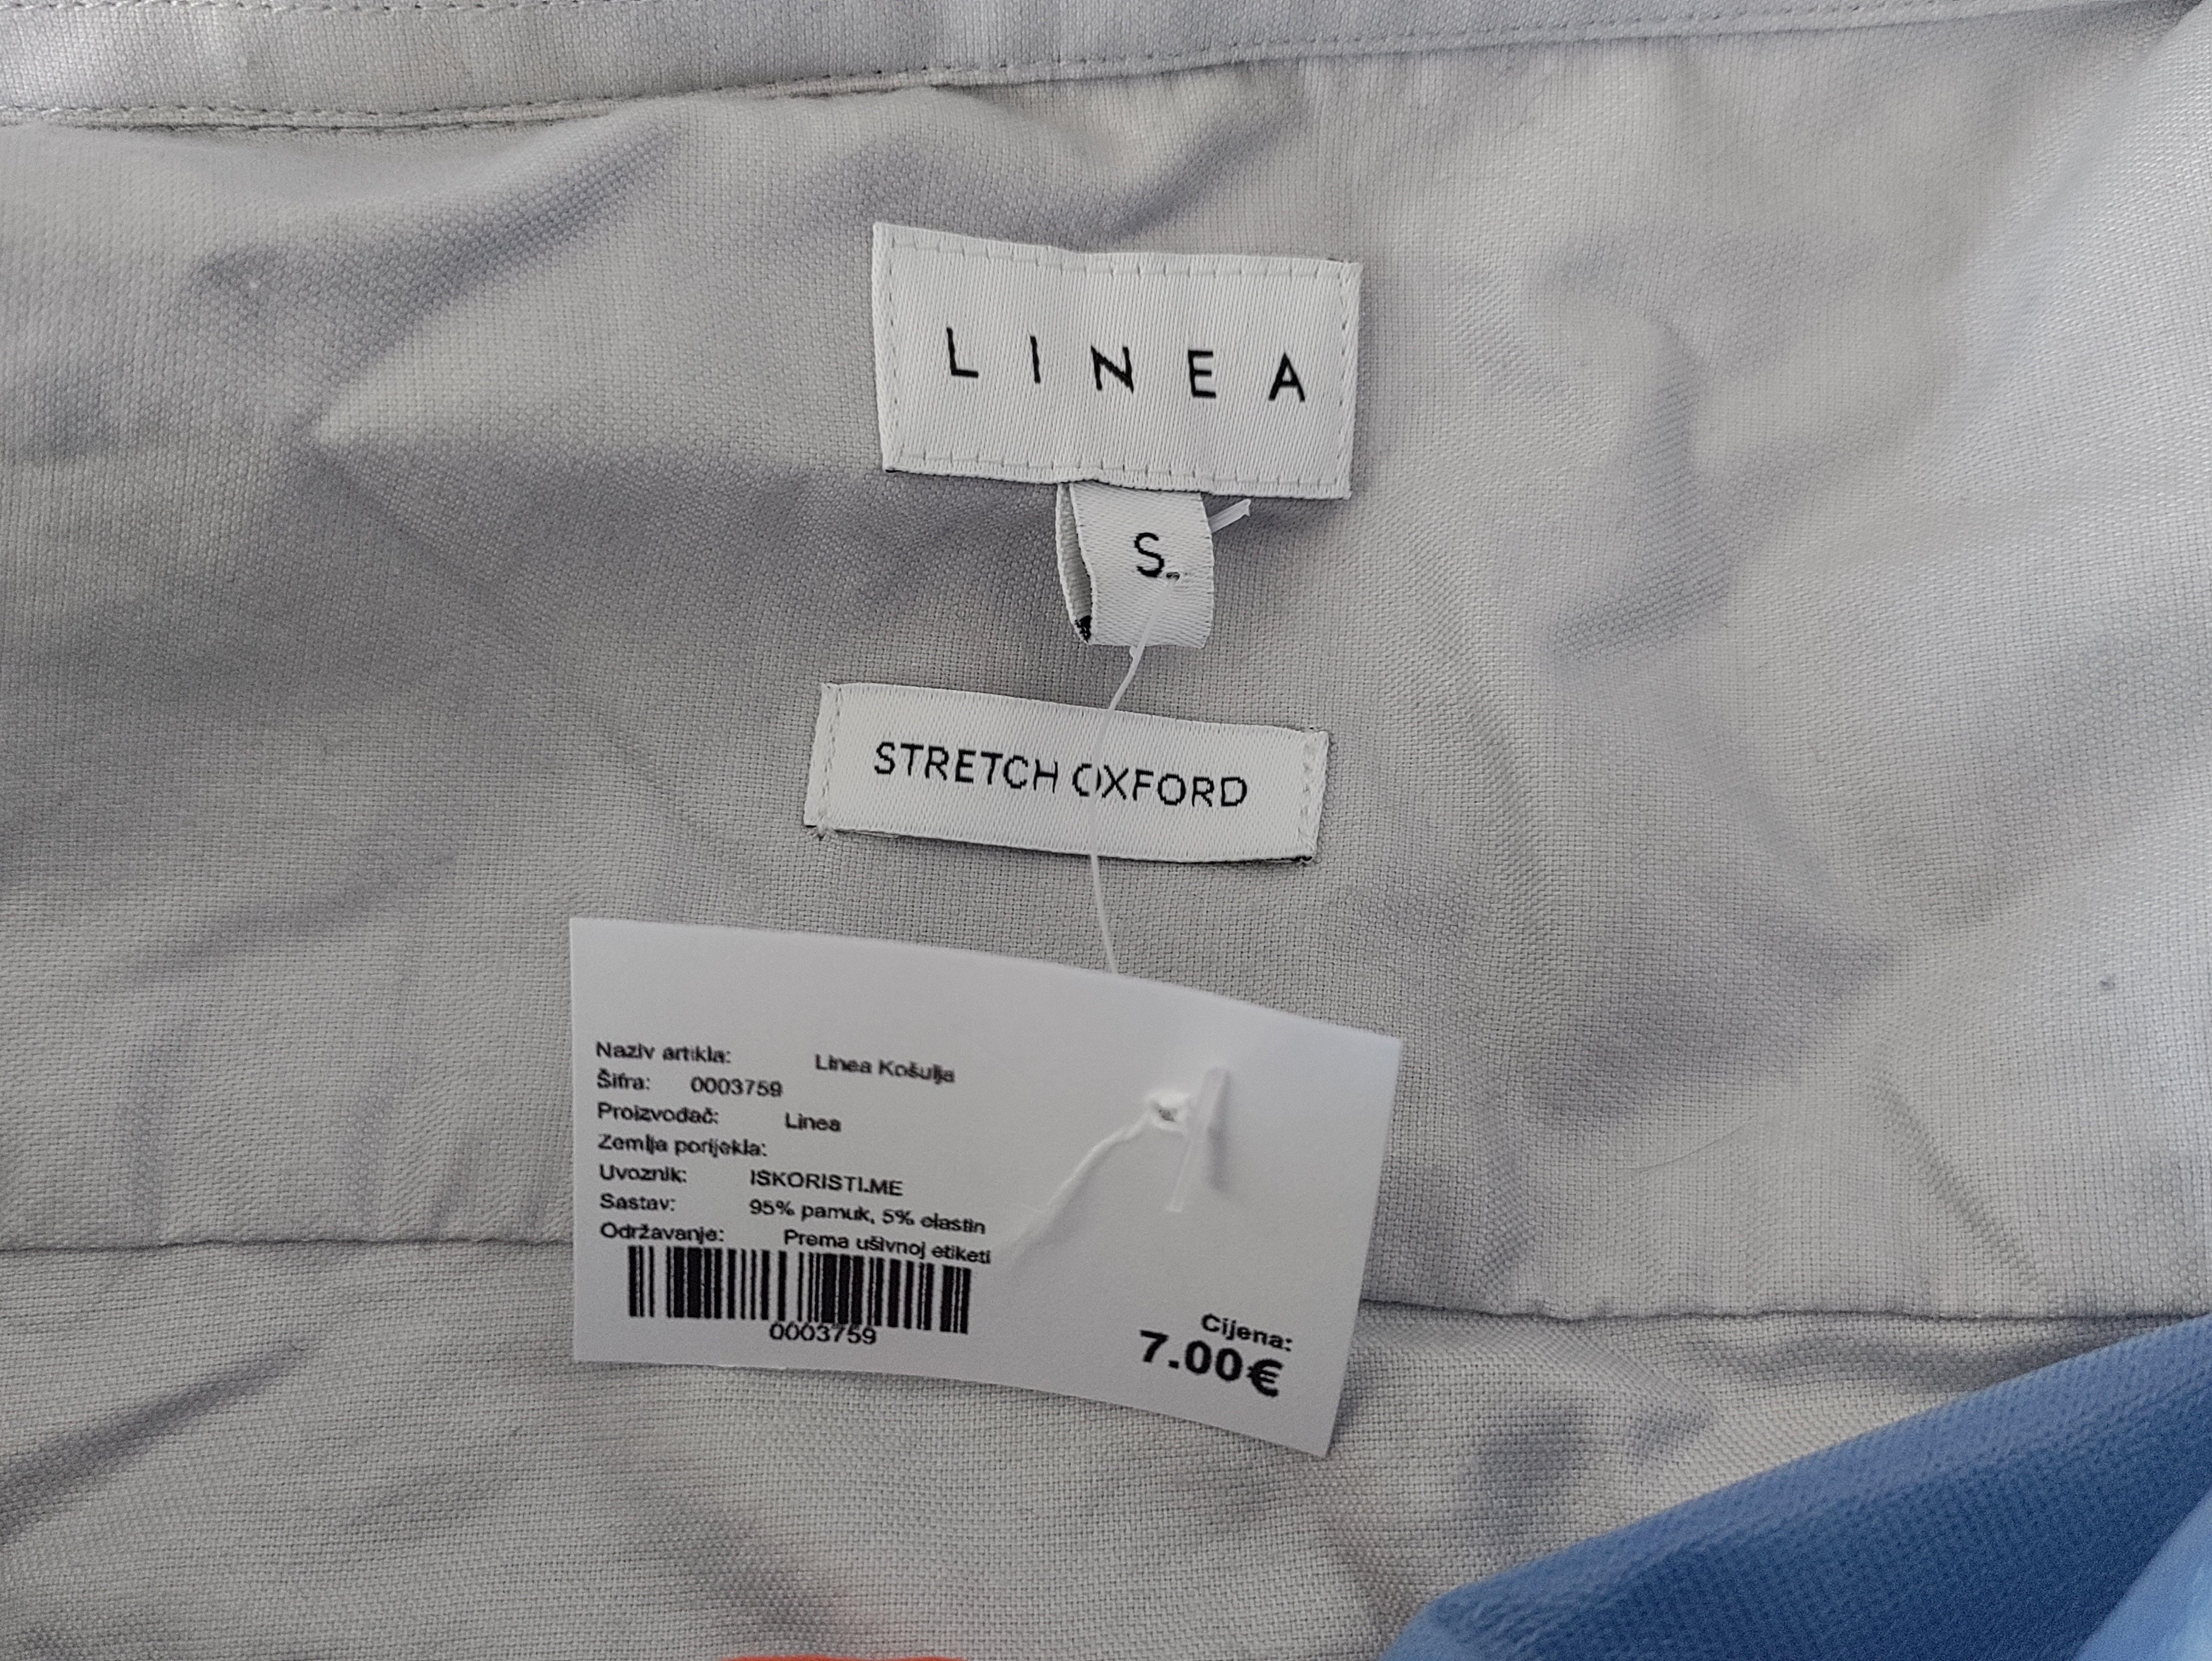 LINEA
S
STRETCH OXFORD
Naziv artikla: Linea Košulja
Šifra: 0003759
Proizvođač: Linea
Zemlja porijekla:
Uvoznik: ISKORISTI.ME
Sastav: 95% pamuk, 5% elastin
Održavanje: Prema ušivnoj etiketi
0003759
Cijena:
7.00€